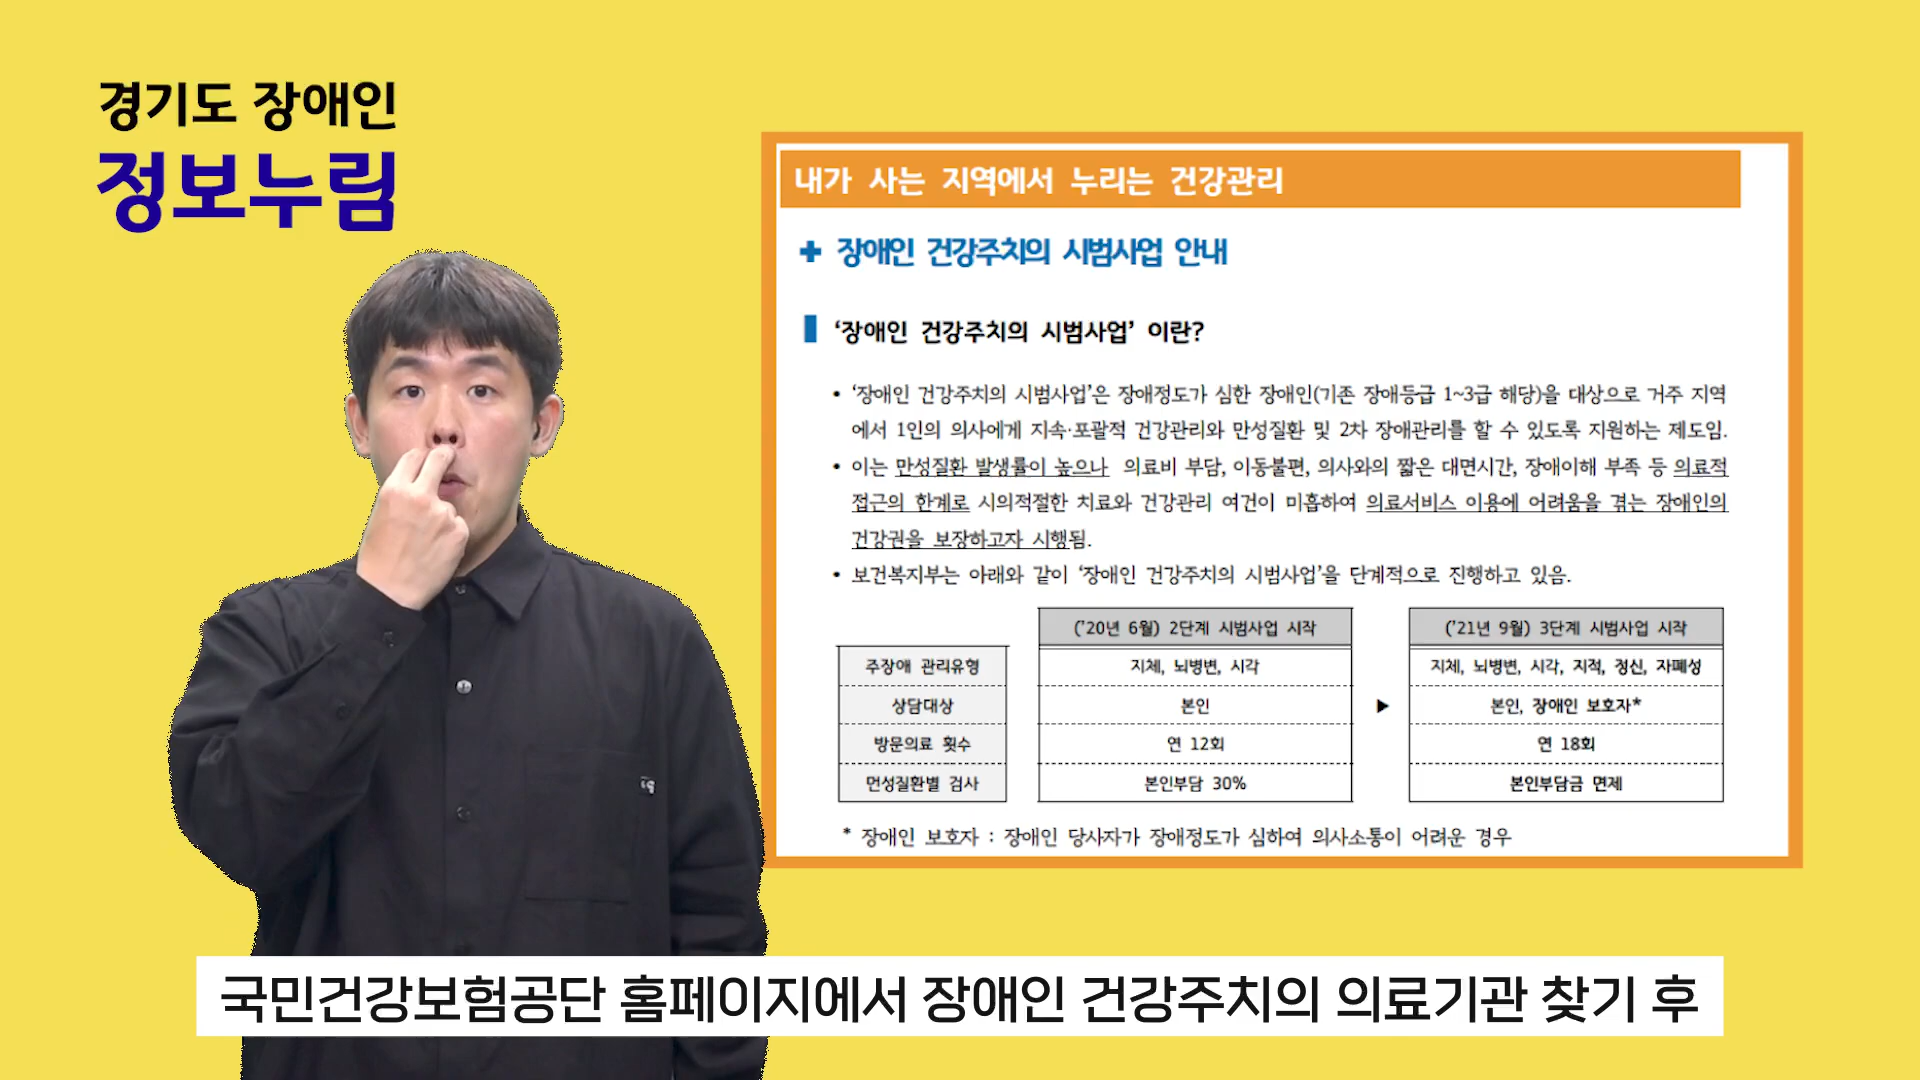 경기도 장애인
정보누림
내가 사는 지역에서 누리는 건강관리
+ 장애인 건강주치의 시범사업 안내
‘장애인 건강주치의 시범사업’ 이란?
• ‘장애인 건강주치의 시범사업’은 장애정도가 심한 장애인(기존 장애등급 1~3급 해당)을 대상으로 거주 지역
에서 1인의 의사에게 지속·포괄적 건강관리와 만성질환 및 2차 장애관리를 할 수 있도록 지원하는 제도임.
• 이는 만성질환 발생률이 높으나 의료비 부담, 이동불편, 의사와의 짧은 대면시간, 장애이해 부족 등 의료적
접근의 한계로 시의적절한 치료와 건강관리 여건이 미흡하여 의료서비스 이용에 어려움을 겪는 장애인의
건강권을 보장하고자 시행됨.
• 보건복지부는 아래와 같이 ‘장애인 건강주치의 시범사업’을 단계적으로 진행하고 있음.
(’20년 6월) 2단계 시범사업 시작 (’21년 9월) 3단계 시범사업 시작
주장애 관리유형 지체, 뇌병변, 시각 지체, 뇌병변, 시각, 지적, 정신, 자폐성
상담대상 본인 ▶ 본인, 장애인 보호자*
방문의료 횟수 연 12회 연 18회
먼성질환별 검사 본인부담 30% 본인부담금 면제
* 장애인 보호자 : 장애인 당사자가 장애정도가 심하여 의사소통이 어려운 경우
국민건강보험공단 홈페이지에서 장애인 건강주치의 의료기관 찾기 후